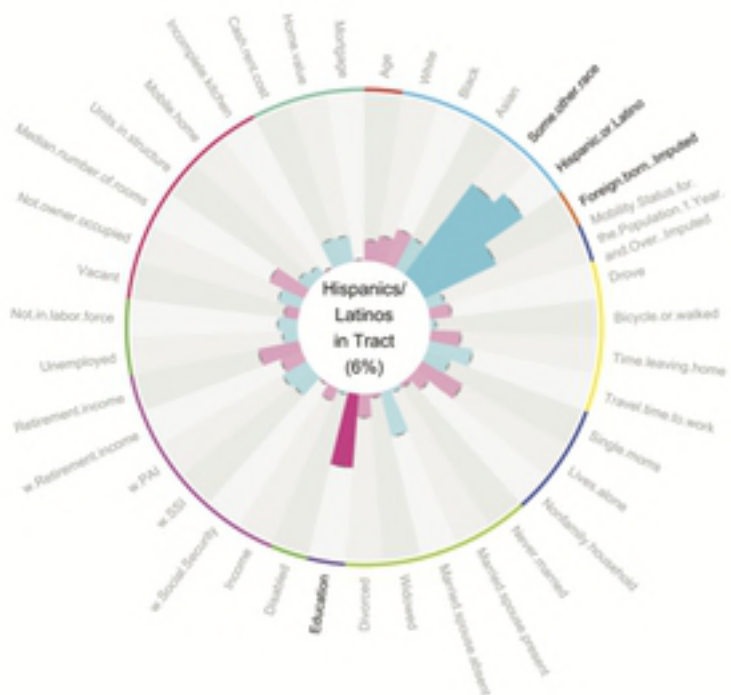 Age
White
Black
Asian
Some.other.race
Hispanic.or.Latino
Foreign.born..Imputed
Mobility Status.for.
the.Population.1.Year.
and.Over..Imputed
Drove
Bicycle.or.walked
Time.leaving.home
Travel.time.to.work
Single.moms
Lives.alone
Nonfamily.household
Never.married
Married.spouse.present
Married.spouse.absent
Widowed
Divorced
Education
Disabled
Income
w.Social.Security
w.SSI
w.PAI
w.Retirement.income
Retirement.income
Unemployed
Not.in.labor.force
Vacant
Not.owner.occupied
Median.number.of.rooms
Units.in.structure
Mobile.home
Incomplete.kitchen
Cash.rent.cost
Home.value
Mortgage
Hispanics/
Latinos
in Tract
(6%)